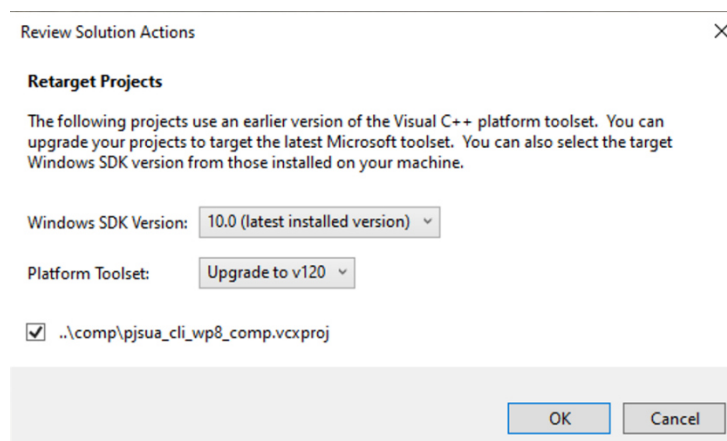 Review Solution Actions
Retarget Projects
The following projects use an earlier version of the Visual C++ platform toolset.  You can
upgrade your projects to target the latest Microsoft toolset.  You can also select the target
Windows SDK version from those installed on your machine.
Windows SDK Version: 10.0 (latest installed version)
Platform Toolset: Upgrade to v120
..\comp\pjsua_cli_wp8_comp.vcxproj
OK Cancel